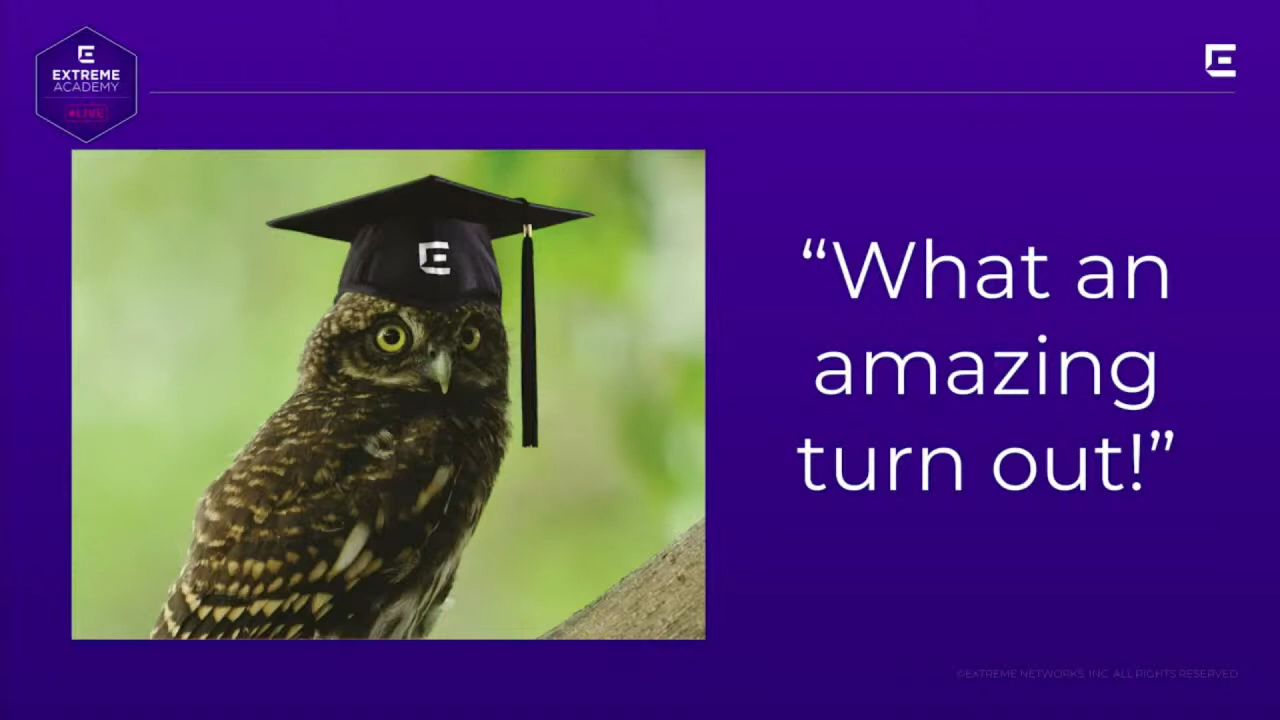 EXTREME
ACADEMY
LIVE
“What an
amazing
turn out!”
©EXTREME NETWORKS, INC. ALL RIGHTS RESERVED